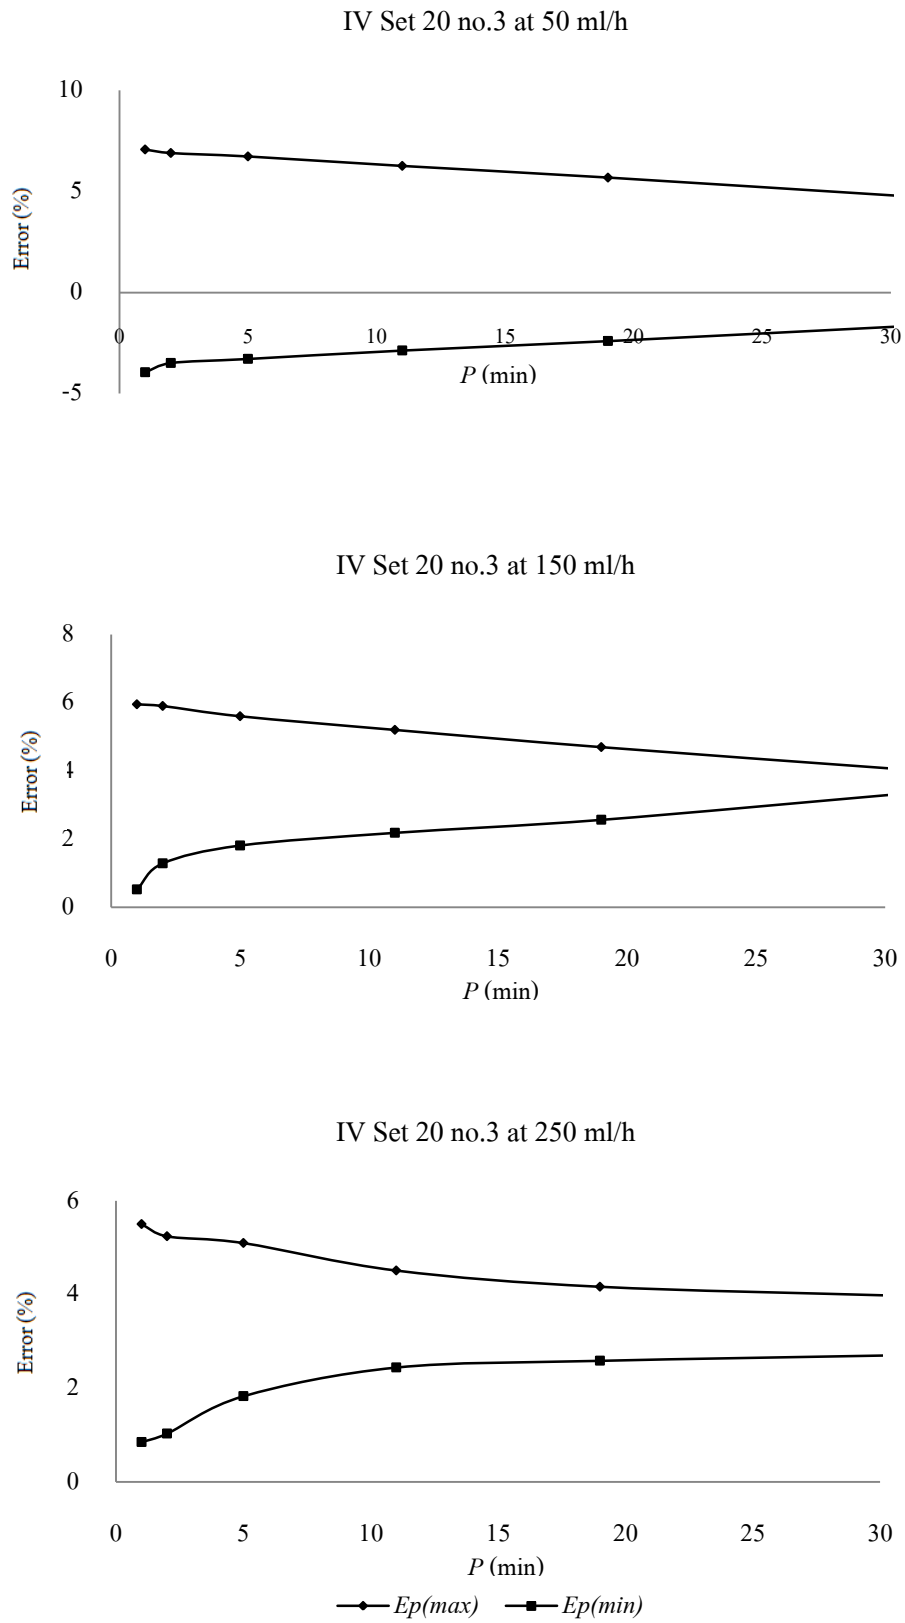 IV Set 20 no.3 at 50 ml/h
10
5
0
-5
Error (%)
0 5 10 15 20 25 30
P (min)
IV Set 20 no.3 at 150 ml/h
8
6
4
2
0
Error (%)
0 5 10 15 20 25 30
P (min)
IV Set 20 no.3 at 250 ml/h
6
4
2
0
Error (%)
0 5 10 15 20 25 30
P (min)
Ep(max) Ep(min)